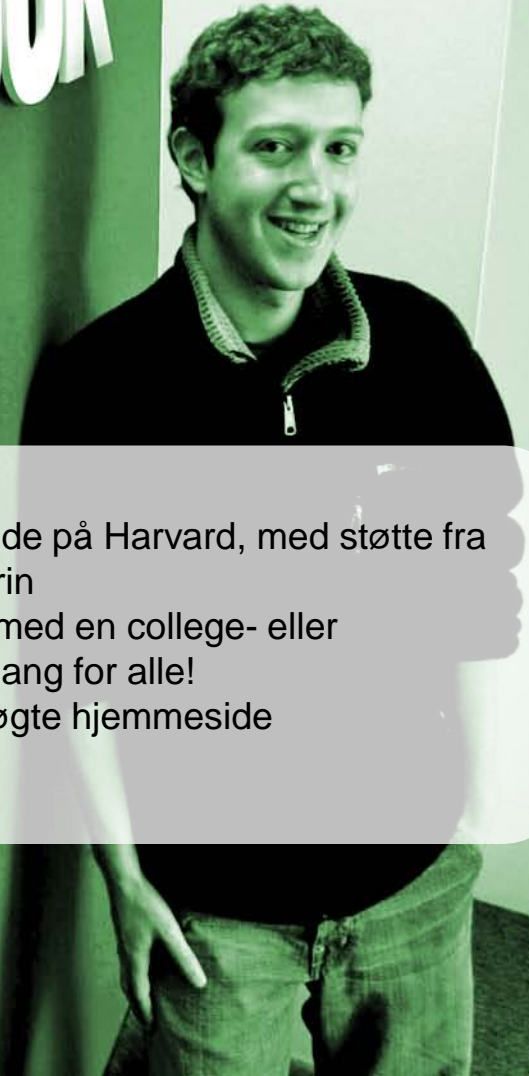 de på Harvard, med støtte fra
rin
med en college- eller
ang for alle!
øgte hjemmeside